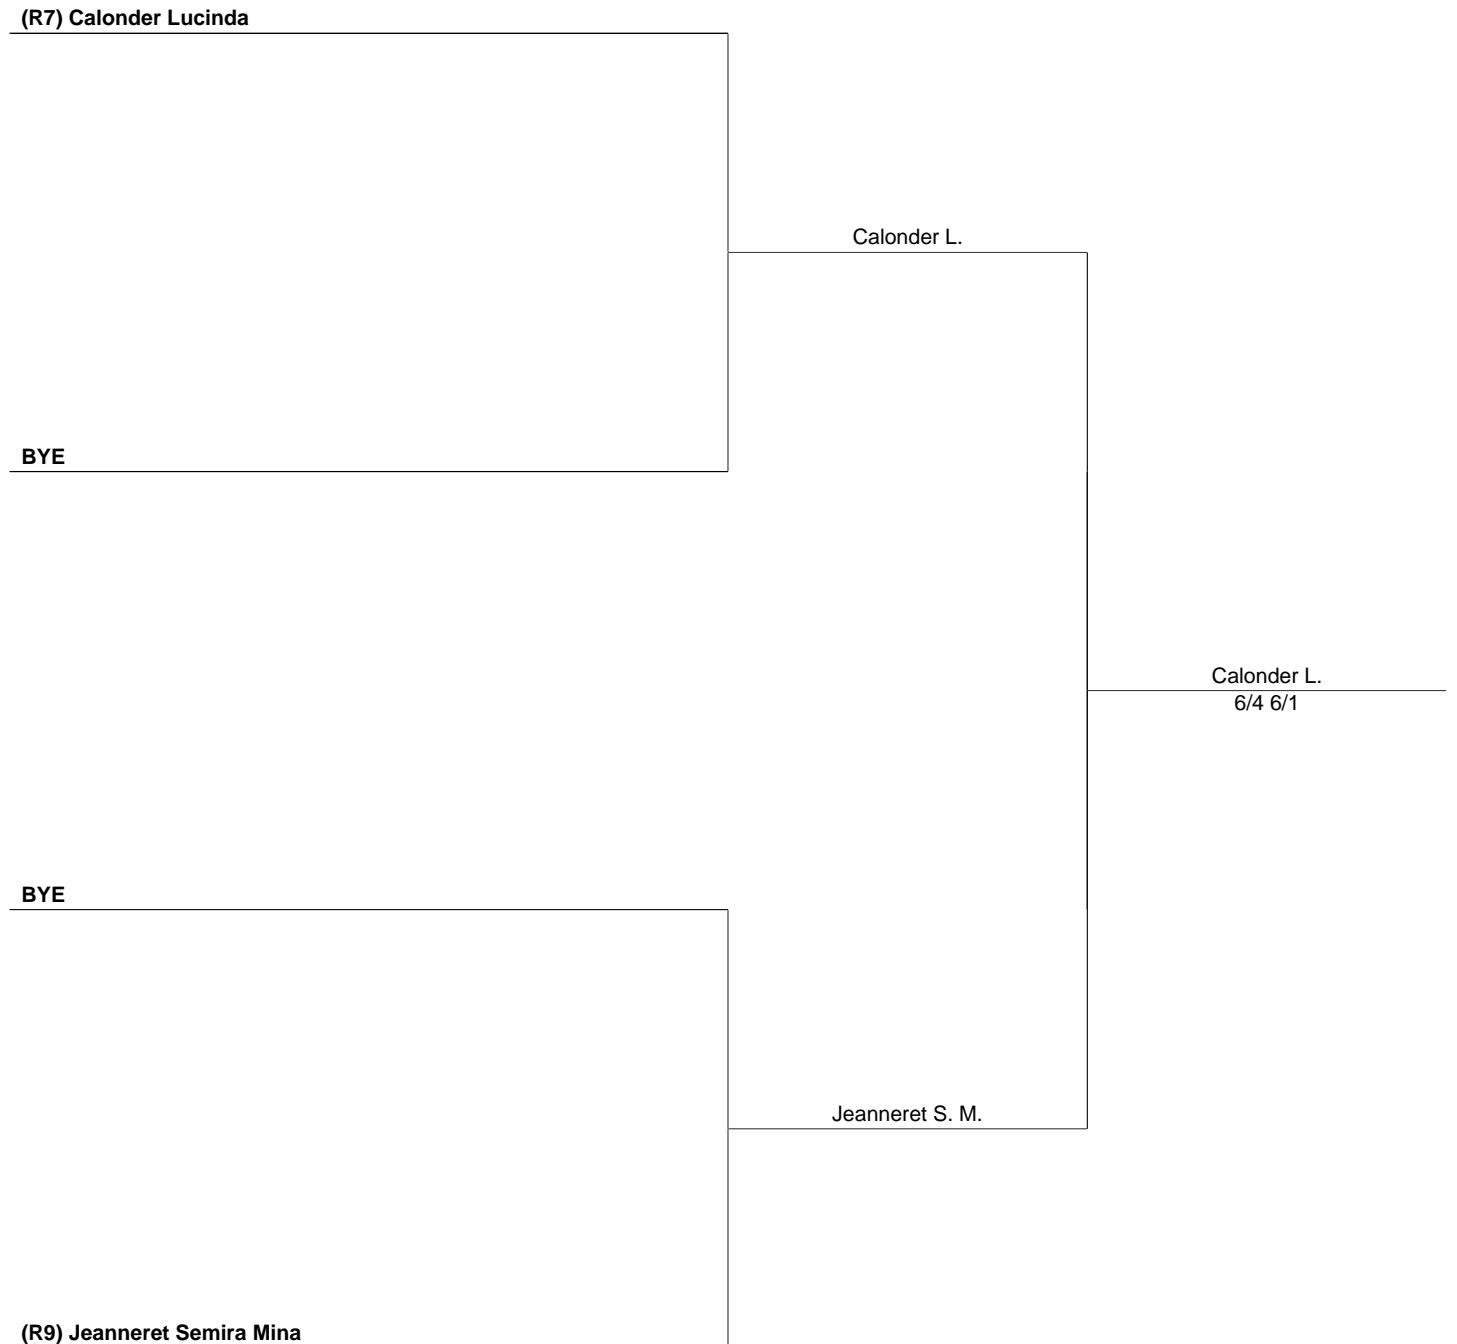 (R7) Calonder Lucinda
Calonder L.
BYE
Calonder L.
6/4 6/1
BYE
Jeanneret S. M.
(R9) Jeanneret Semira Mina